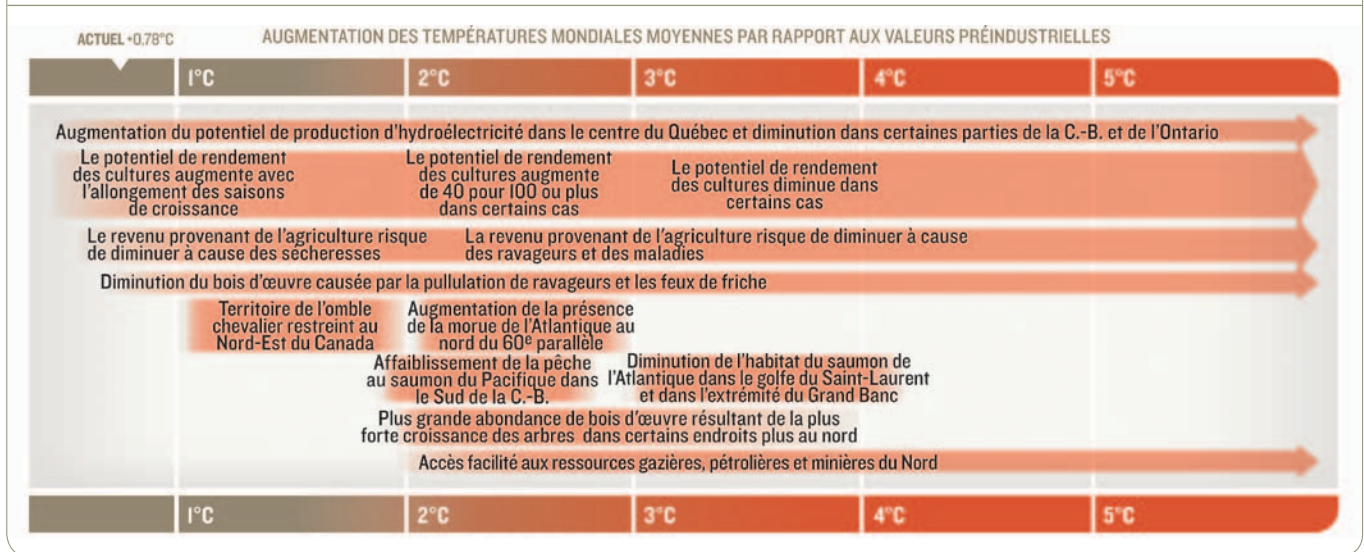 ACTUEL +0,78°C
AUGMENTATION DES TEMPÉRATURES MONDIALES MOYENNES PAR RAPPORT AUX VALEURS PRÉINDUSTRIELLES
1°C 2°C 3°C 4°C 5°C
Augmentation du potentiel de production d'hydroélectricité dans le centre du Québec et diminution dans certaines parties de la C.-B. et de l'Ontario
Le potentiel de rendement
des cultures augmente avec
l'allongement des saisons
de croissance
Le potentiel de rendement
des cultures augmente
de 40 pour 100 ou plus
dans certains cas
Le potentiel de rendement
des cultures diminue dans
certains cas
Le revenu provenant de l'agriculture risque
de diminuer à cause des sécheresses
La revenu provenant de l'agriculture risque de diminuer à cause
des ravageurs et des maladies
Diminution du bois d'œuvre causée par la pullulation de ravageurs et les feux de friche
Territoire de l'omble
chevalier restreint au
Nord-Est du Canada
Augmentation de la présence
de la morue de l'Atlantique au
nord du 60e parallèle
Affaiblissement de la pêche
au saumon du Pacifique dans
le Sud de la C.-B.
Diminution de l'habitat du saumon de
l'Atlantique dans le golfe du Saint-Laurent
et dans l'extrémité du Grand Banc
Plus grande abondance de bois d'œuvre résultant de la plus
forte croissance des arbres dans certains endroits plus au nord
Accès facilité aux ressources gazières, pétrolières et minières du Nord
1°C 2°C 3°C 4°C 5°C